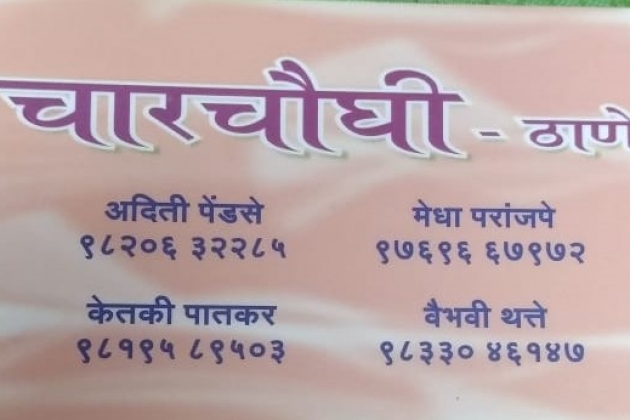 चारचौघी - ठाणे
अदिती पेंडसे
९८२०६ ३२२८५
मेधा परांजपे
९७६९६ ६७९७२
केतकी पातकर
९८१९५ ८९५०३
वैभवी थत्ते
९८३३० ४६१४७